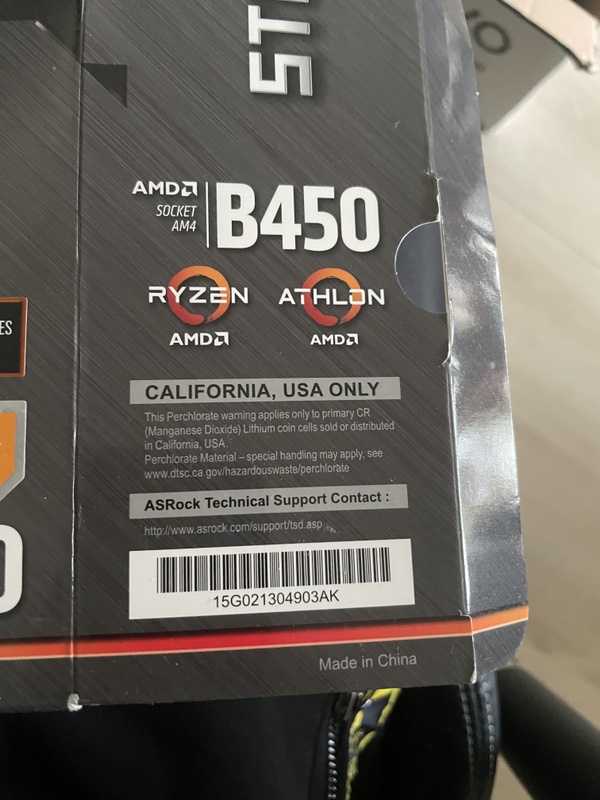 AMD
SOCKET
AM4
B450
RYZEN
AMD
ATHLON
AMD
ES
CALIFORNIA, USA ONLY
This Perchlorate warning applies only to primary CR
(Manganese Dioxide) Lithium coin cells sold or distributed
in California, USA.
Perchlorate Material – special handling may apply, see
www.dtsc.ca.gov/hazardouswaste/perchlorate
ASRock Technical Support Contact :
http://www.asrock.com/support/tsd.asp
15G021304903AK
Made in China